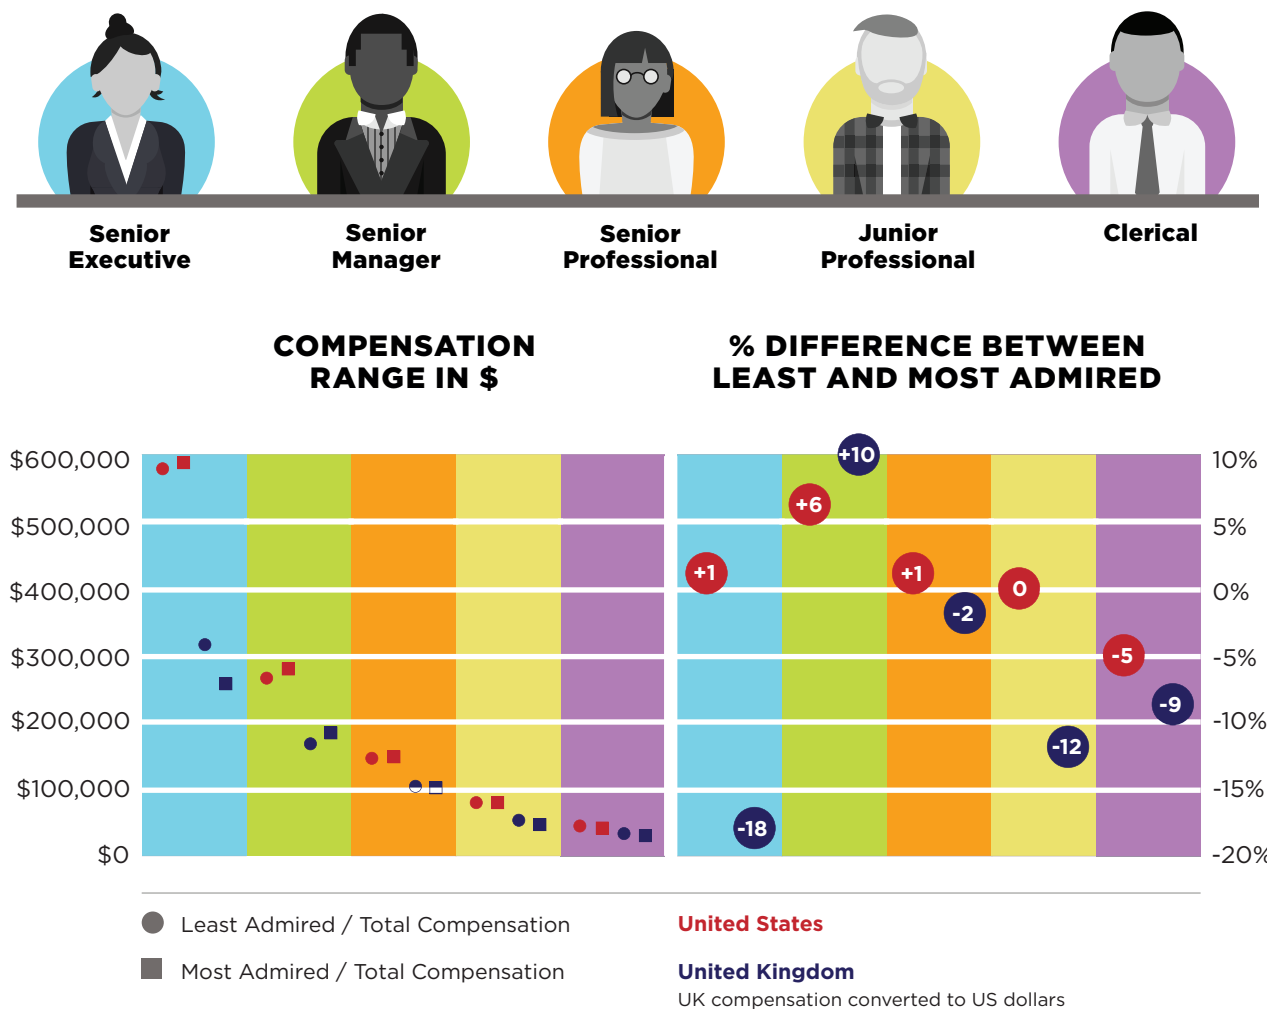 Senior
Executive
Senior
Manager
Senior
Professional
Junior
Professional
Clerical
COMPENSATION
RANGE IN $
% DIFFERENCE BETWEEN
LEAST AND MOST ADMIRED
$600,000
$500,000
$400,000
$300,000
$200,000
$100,000
$0
+1
-18
+6
+10
+1
-2
0
-12
-5
-9
10%
5%
0%
-5%
-10%
-15%
-20%
Least Admired / Total Compensation
Most Admired / Total Compensation
United States
United Kingdom
UK compensation converted to US dollars